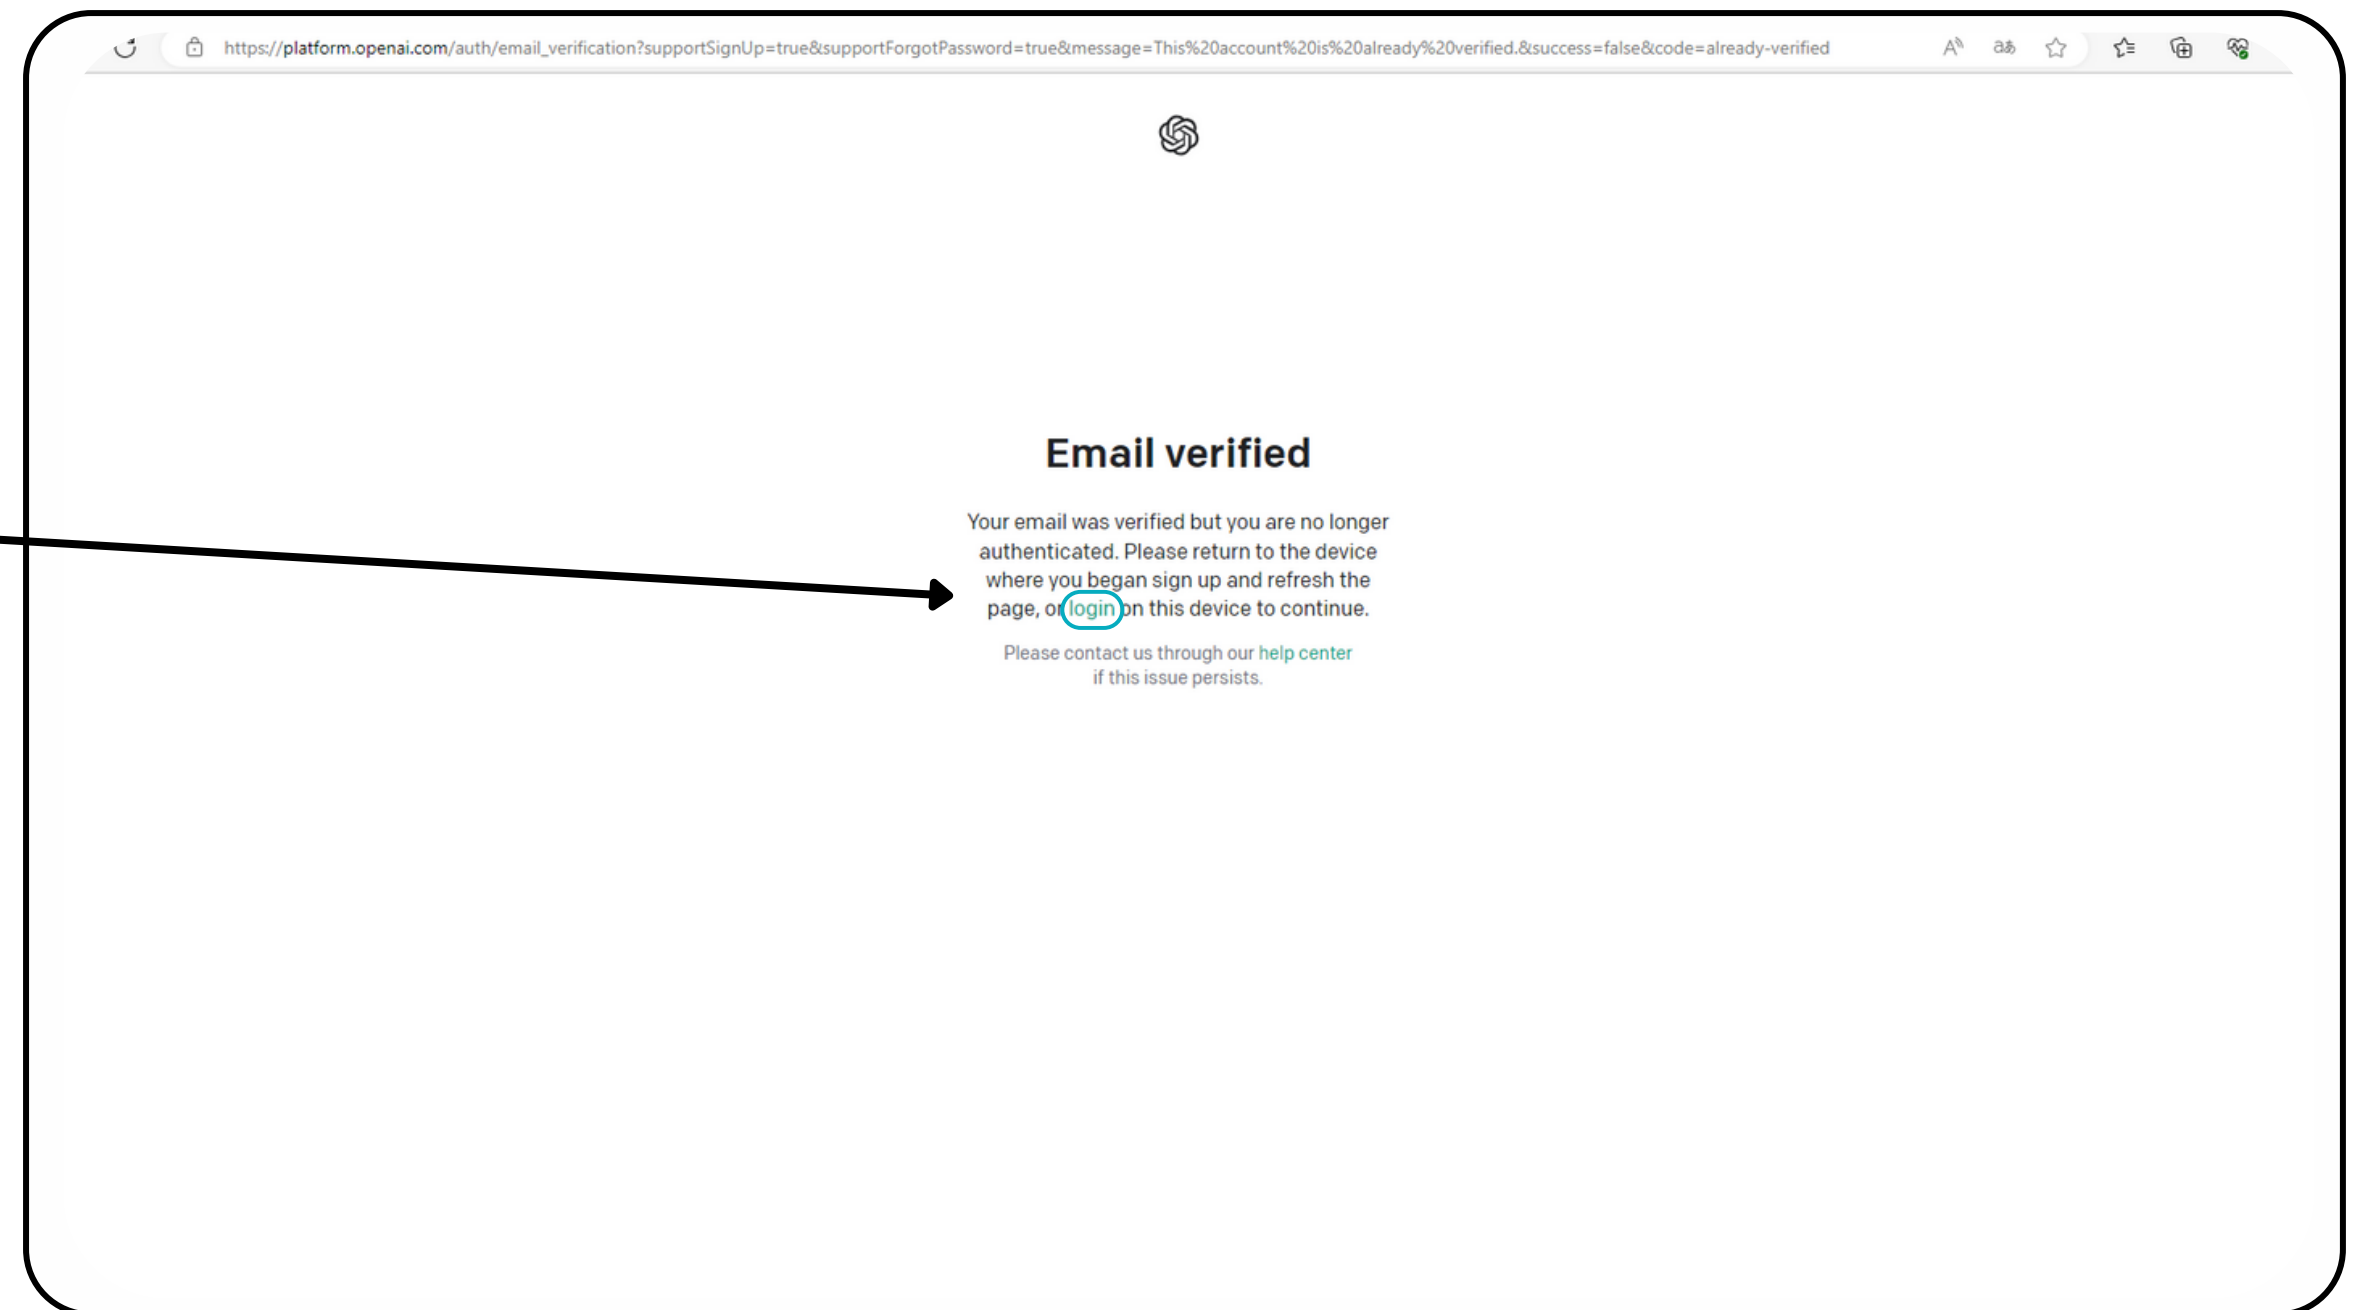 https://platform.openai.com/auth/email_verification?supportSignUp=true&supportForgotPassword=true&message=This%20account%20is%20already%20verified.&success=false&code=already-verified
Email verified
Your email was verified but you are no longer
authenticated. Please return to the device
where you began sign up and refresh the
page, or login on this device to continue.
Please contact us through our help center
if this issue persists.